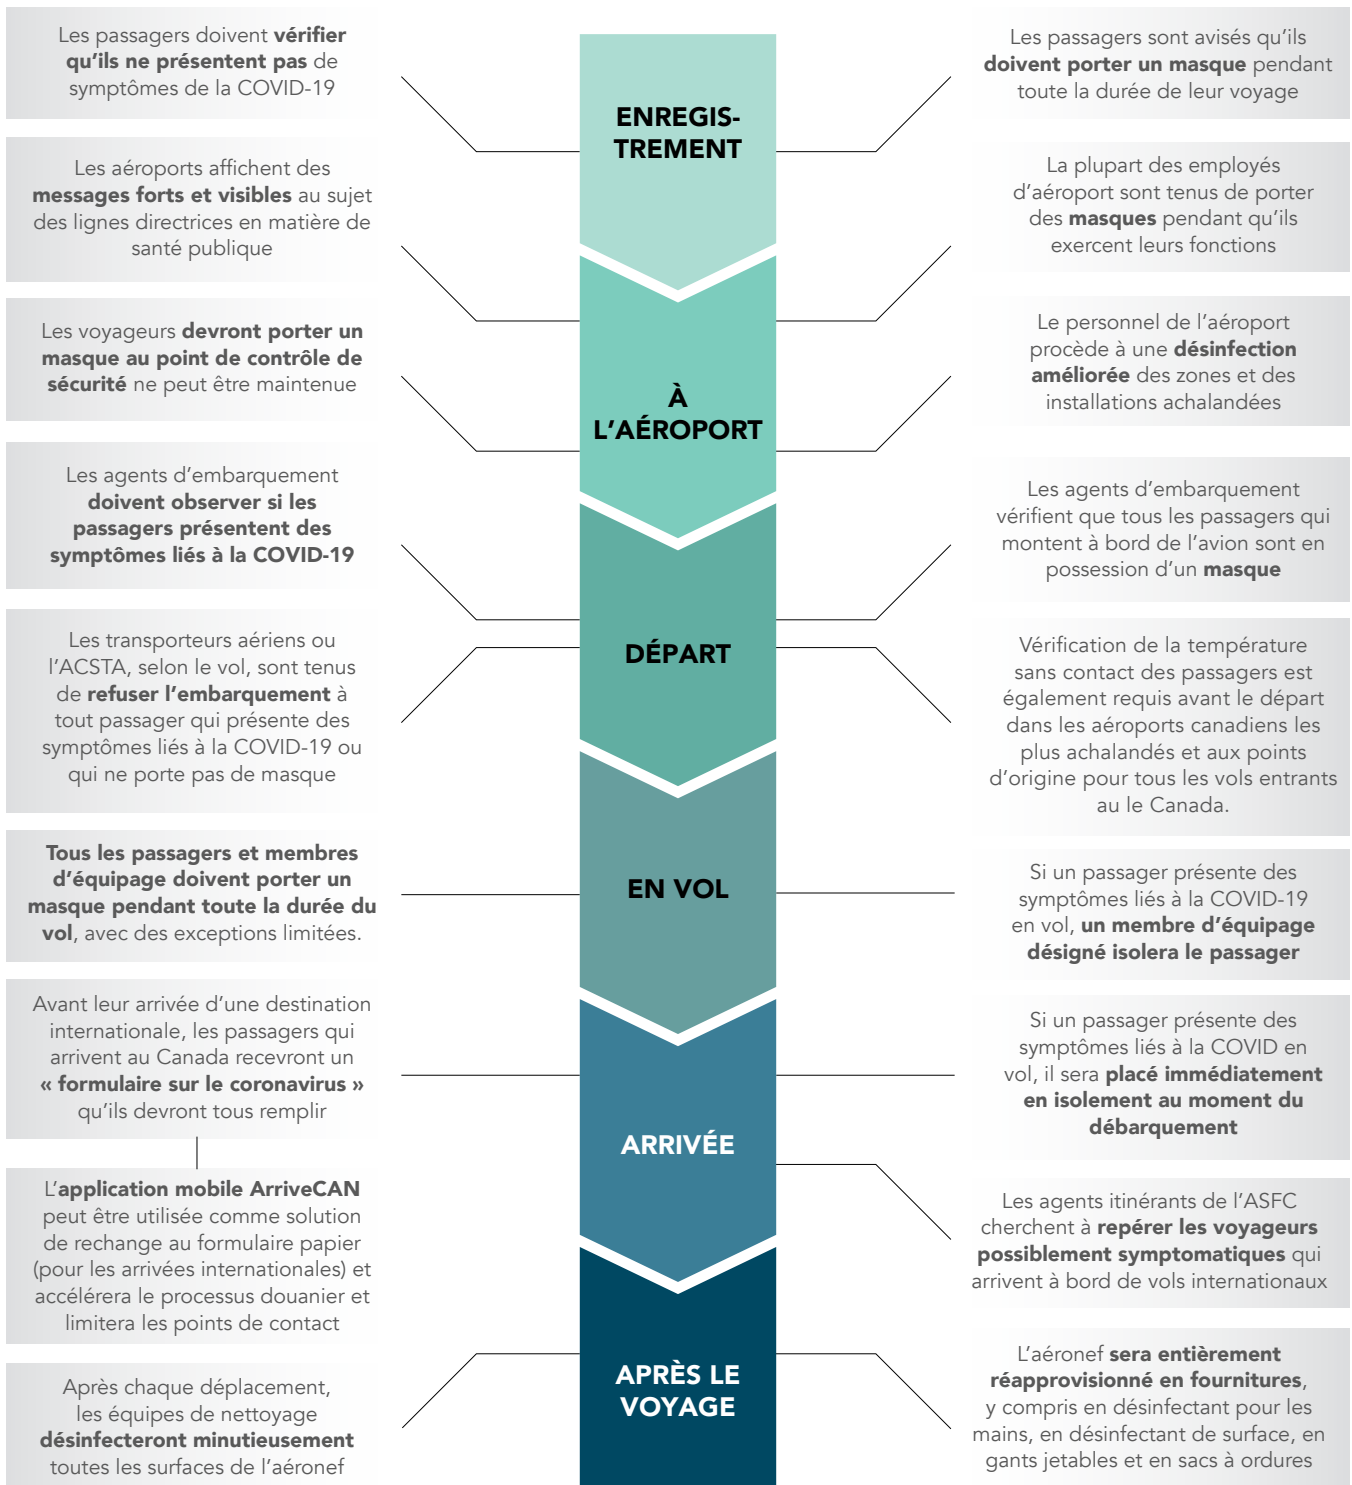 Les passagers doivent vérifier
qu'ils ne présentent pas de
symptômes de la COVID-19
Les passagers sont avisés qu'ils
doivent porter un masque pendant
toute la durée de leur voyage
ENREGIS-
TREMENT
Les aéroports affichent des
messages forts et visibles au sujet
des lignes directrices en matière de
santé publique
La plupart des employés
d'aéroport sont tenus de porter
des masques pendant qu'ils
exercent leurs fonctions
Les voyageurs devront porter un
masque au point de contrôle de
sécurité ne peut être maintenue
Le personnel de l'aéroport
procède à une désinfection
améliorée des zones et des
installations achalandées
À
L'AÉROPORT
Les agents d'embarquement
doivent observer si les
passagers présentent des
symptômes liés à la COVID-19
Les agents d'embarquement
vérifient que tous les passagers qui
montent à bord de l'avion sont en
possession d'un masque
DÉPART
Les transporteurs aériens ou
l'ACSTA, selon le vol, sont tenus
de refuser l'embarquement à
tout passager qui présente des
symptômes liés à la COVID-19 ou
qui ne porte pas de masque
Vérification de la température
sans contact des passagers est
également requis avant le départ
dans les aéroports canadiens les
plus achalandés et aux points
d'origine pour tous les vols entrants
au le Canada.
Tous les passagers et membres
d'équipage doivent porter un
masque pendant toute la durée du
vol, avec des exceptions limitées.
EN VOL
Si un passager présente des
symptômes liés à la COVID-19
en vol, un membre d'équipage
désigné isolera le passager
Avant leur arrivée d'une destination
internationale, les passagers qui
arrivent au Canada recevront un
« formulaire sur le coronavirus »
qu'ils devront tous remplir
Si un passager présente des
symptômes liés à la COVID en
vol, il sera placé immédiatement
en isolement au moment du
débarquement
ARRIVÉE
L'application mobile ArriveCAN
peut être utilisée comme solution
de rechange au formulaire papier
(pour les arrivées internationales) et
accélérera le processus douanier et
limitera les points de contact
Les agents itinérants de l'ASFC
cherchent à repérer les voyageurs
possiblement symptomatiques qui
arrivent à bord de vols internationaux
APRÈS LE
VOYAGE
Après chaque déplacement,
les équipes de nettoyage
désinfecteront minutieusement
toutes les surfaces de l'aéronef
L'aéronef sera entièrement
réapprovisionné en fournitures,
y compris en désinfectant pour les
mains, en désinfectant de surface, en
gants jetables et en sacs à ordures